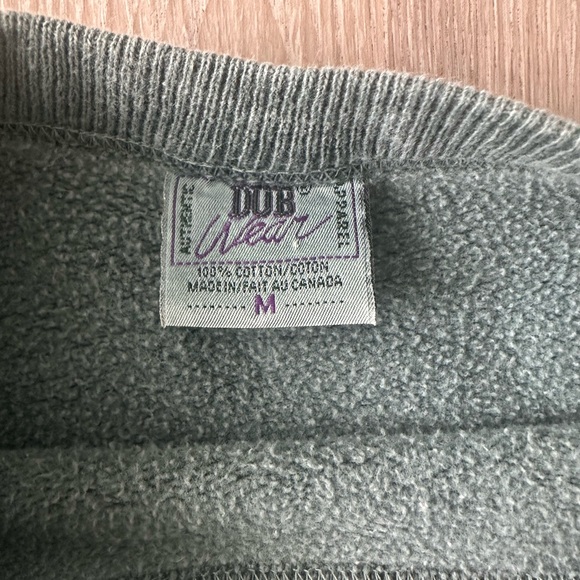 AUTHENTIC
DUB®
Wear
APPAREL
100% COTTON/COTON
MADE IN/FAIT AU CANADA
M